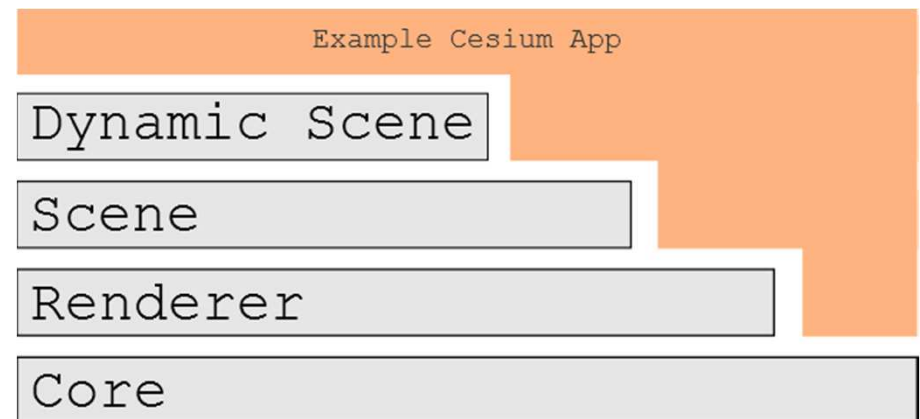 Example Cesium App
Dynamic Scene
Scene
Renderer
Core